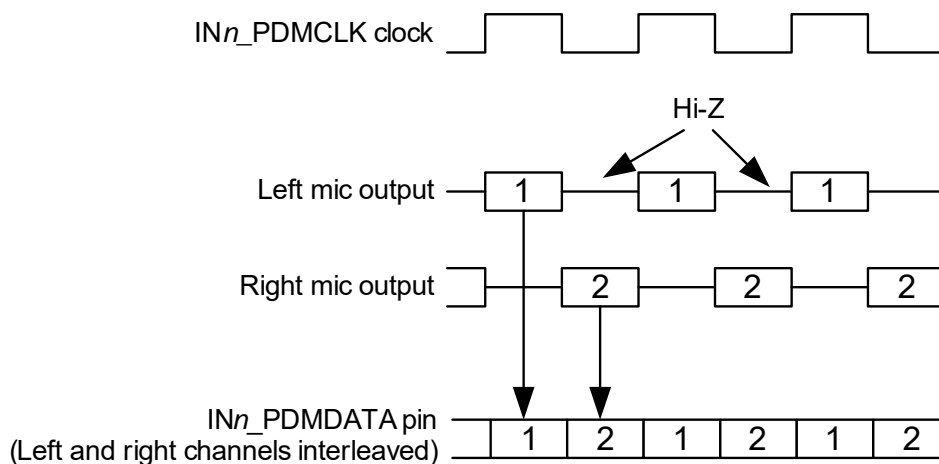 INn_PDMCLK clock
Hi-Z
Left mic output
1 1 1
Right mic output
2 2 2
INn_PDMDATA pin
(Left and right channels interleaved)
1 2 1 2 1 2